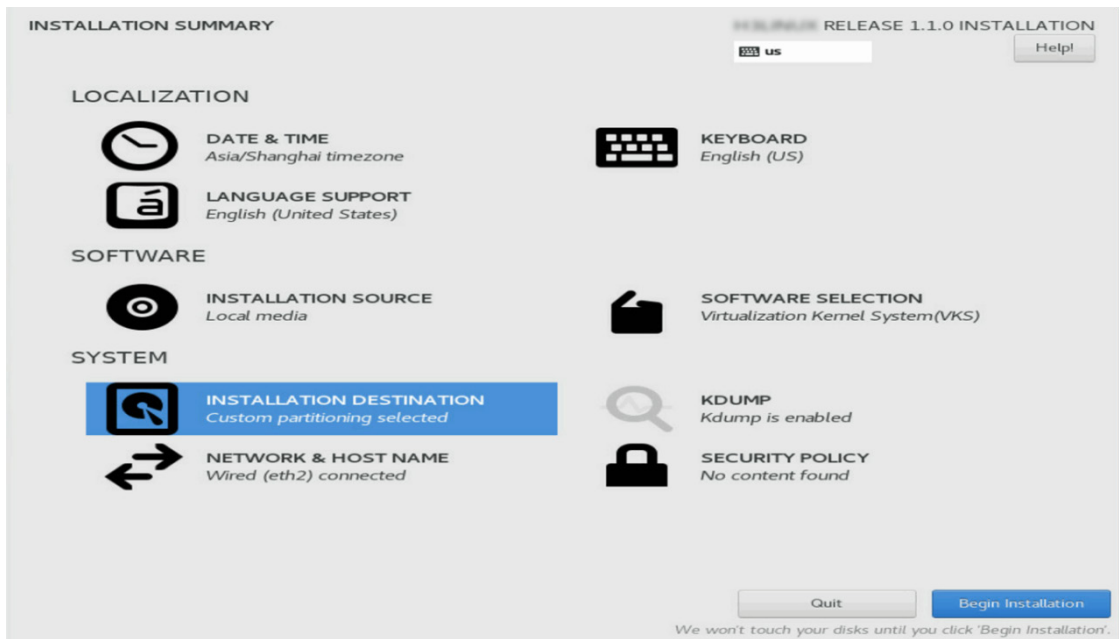 INSTALLATION SUMMARY
RELEASE 1.1.0 INSTALLATION
us
Help!
LOCALIZATION
DATE & TIME
Asia/Shanghai timezone
KEYBOARD
English (US)
á
LANGUAGE SUPPORT
English (United States)
SOFTWARE
INSTALLATION SOURCE
Local media
SOFTWARE SELECTION
Virtualization Kernel System(VKS)
SYSTEM
INSTALLATION DESTINATION
Custom partitioning selected
KDUMP
Kdump is enabled
NETWORK & HOST NAME
Wired (eth2) connected
SECURITY POLICY
No content found
Quit
Begin Installation
We won't touch your disks until you click 'Begin Installation'.